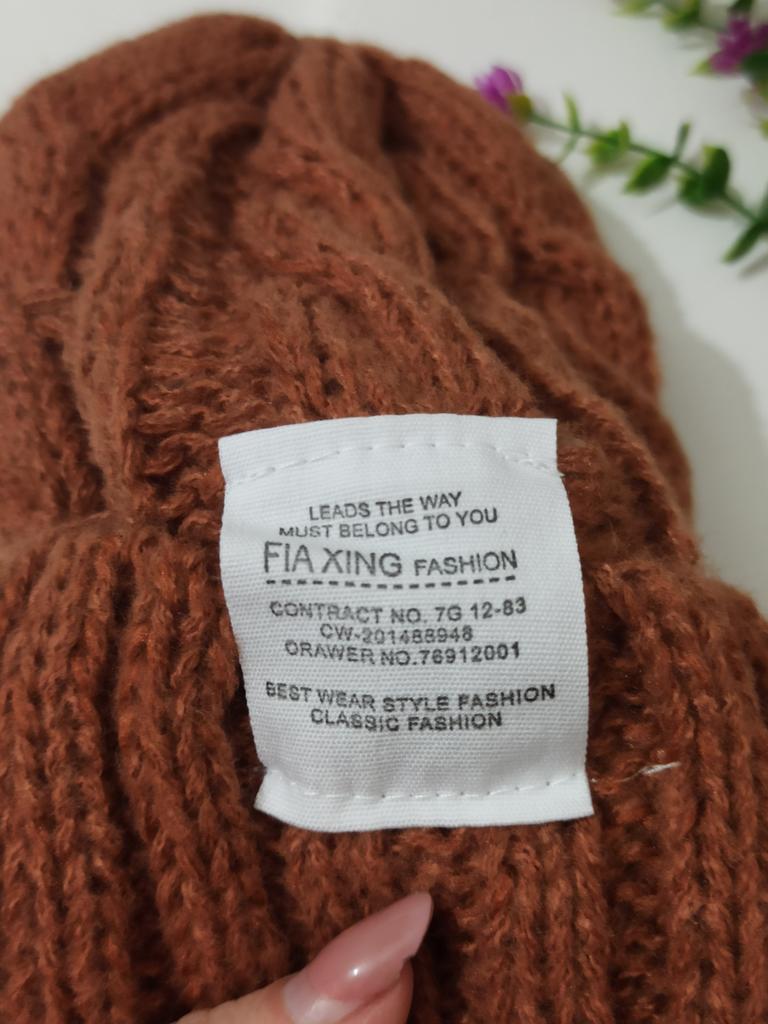 LEADS THE WAY
MUST BELONG TO YOU
FIA XING FASHION
CONTRACT NO. 7G 12-83
CW-201488948
ORAWER NO.76912001
BEST WEAR STYLE FASHION
CLASSIC FASHION